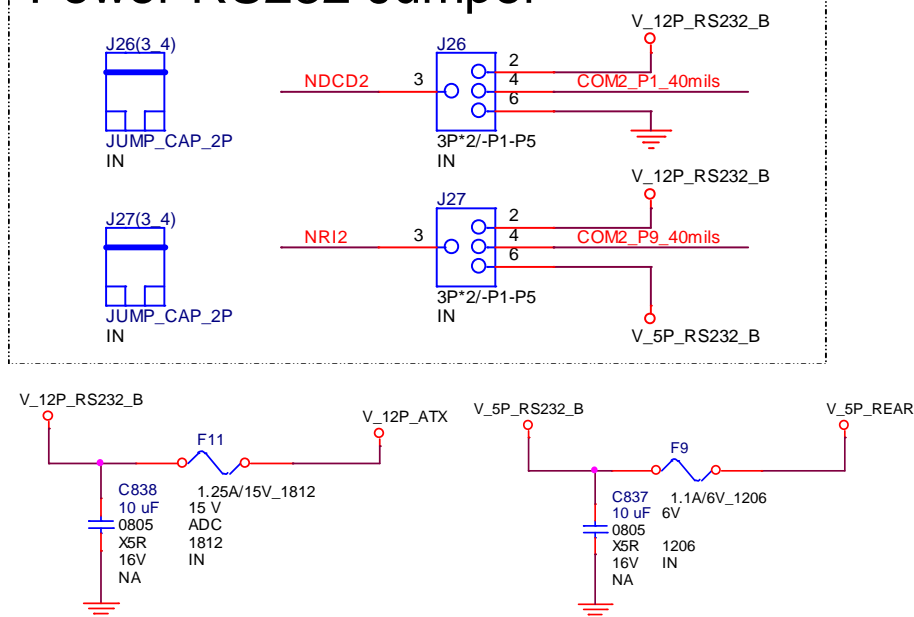 Power RS232 Jumper
J26(3_4)
JUMP_CAP_2P
IN
NDCD2
3
J26
2
4
6
3P*2/-P1-P5
IN
V_12P_RS232_B
COM2_P1_40mils
J27(3_4)
JUMP_CAP_2P
IN
NRI2
3
J27
2
4
6
3P*2/-P1-P5
IN
V_12P_RS232_B
COM2_P9_40mils
V_5P_RS232_B
V_12P_RS232_B
V_12P_ATX
F11
1.25A/15V_1812
15 V
ADC
1812
IN
C838
10 uF
0805
X5R
16V
NA
V_5P_RS232_B
V_5P_REAR
F9
1.1A/6V_1206
6V
1206
IN
C837
10 uF
0805
X5R
16V
NA